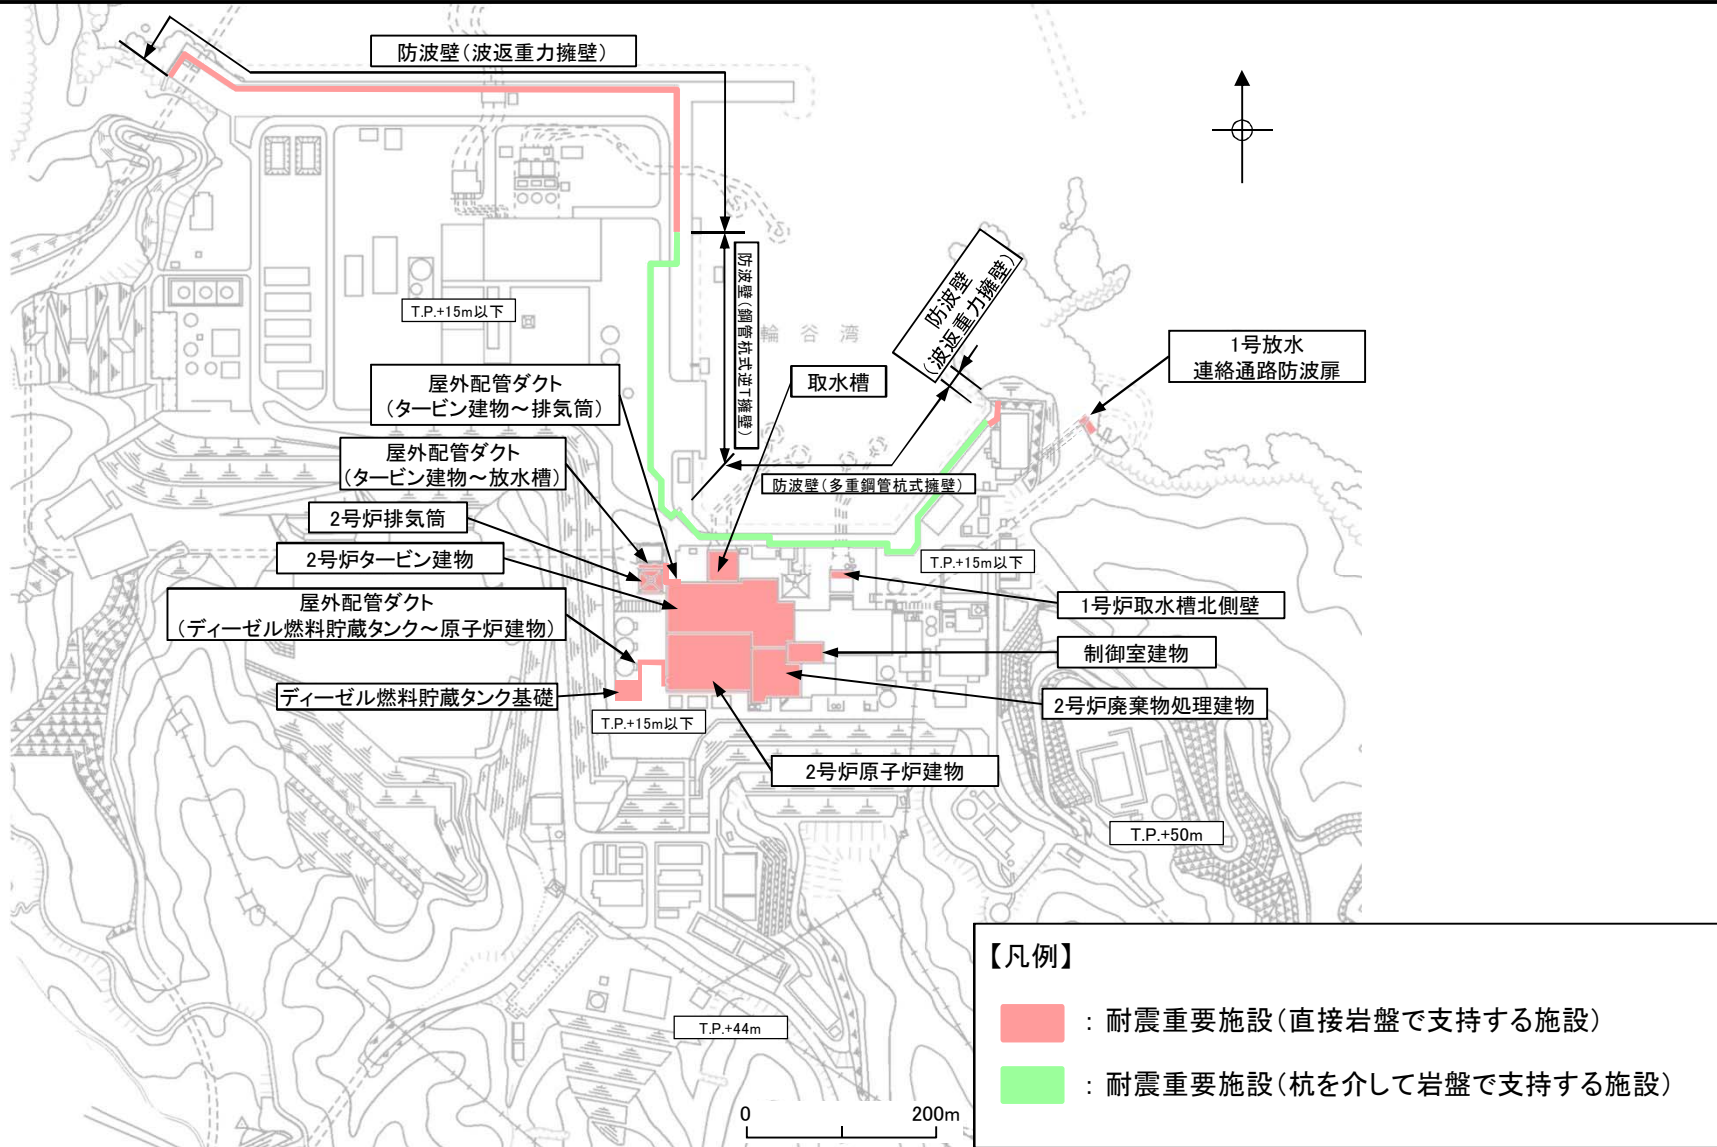 防波壁（波返重力擁壁）
防波壁（鋼管杭式逆T擁壁）
防波壁
（波返重力擁壁）
輪谷湾
T.P.+15m以下
1号放水
連絡通路防波扉
屋外配管ダクト
（タービン建物～排気筒）
取水槽
屋外配管ダクト
（タービン建物～放水槽）
防波壁（多重鋼管杭式擁壁）
2号炉排気筒
2号炉タービン建物
T.P.+15m以下
屋外配管ダクト
（ディーゼル燃料貯蔵タンク～原子炉建物）
1号炉取水槽北側壁
制御室建物
ディーゼル燃料貯蔵タンク基礎
2号炉廃棄物処理建物
T.P.+15m以下
2号炉原子炉建物
T.P.+50m
T.P.+44m
【凡例】
：耐震重要施設（直接岩盤で支持する施設）
：耐震重要施設（杭を介して岩盤で支持する施設）
0 200m